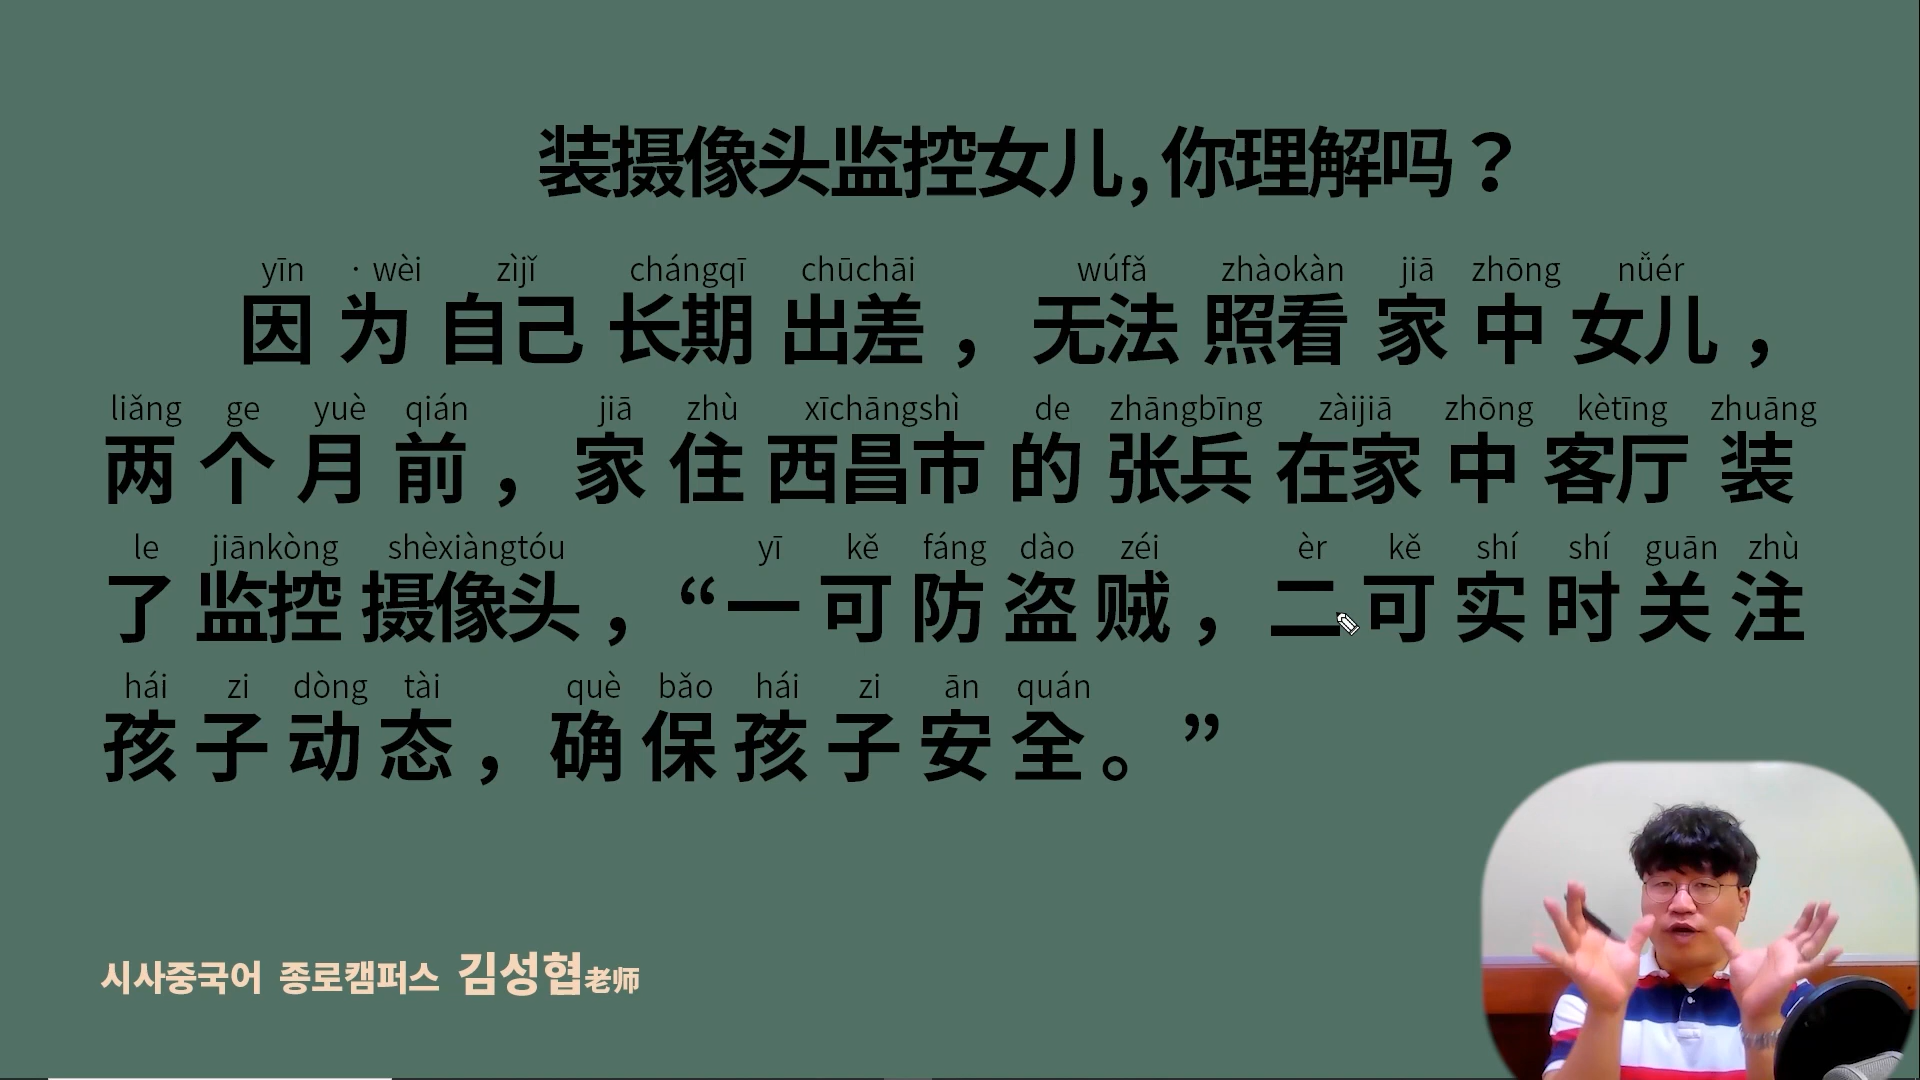 装摄像头监控女儿，你理解吗？
yīn · wèi zìjǐ chángqī chūchāi wúfǎ zhàokàn jiā zhōng nǚér
因为自己长期出差，无法照看家中女儿，
liǎng ge yuè qián jiā zhù xīchāngshì de zhāngbīng zàijiā zhōng kètīng zhuāng
两个月前，家住西昌市的张兵在家中客厅装
le jiānkòng shèxiàngtóu yī kě fáng dào zéi èr kě shí shí guān zhù
了监控摄像头，“一可防盗贼，二可实时关注
hái zi dòng tài què bǎo hái zi ān quán
孩子动态，确保孩子安全。”
시사중국어 종로캠퍼스 김성협老师